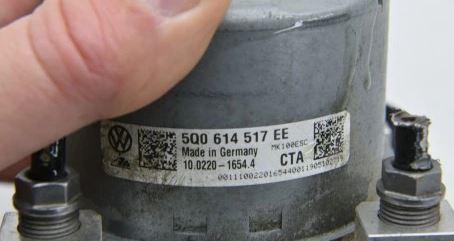 5Q0 614 517 EE
Made in Germany MK100ESC
10.0220-1654.4 CTA